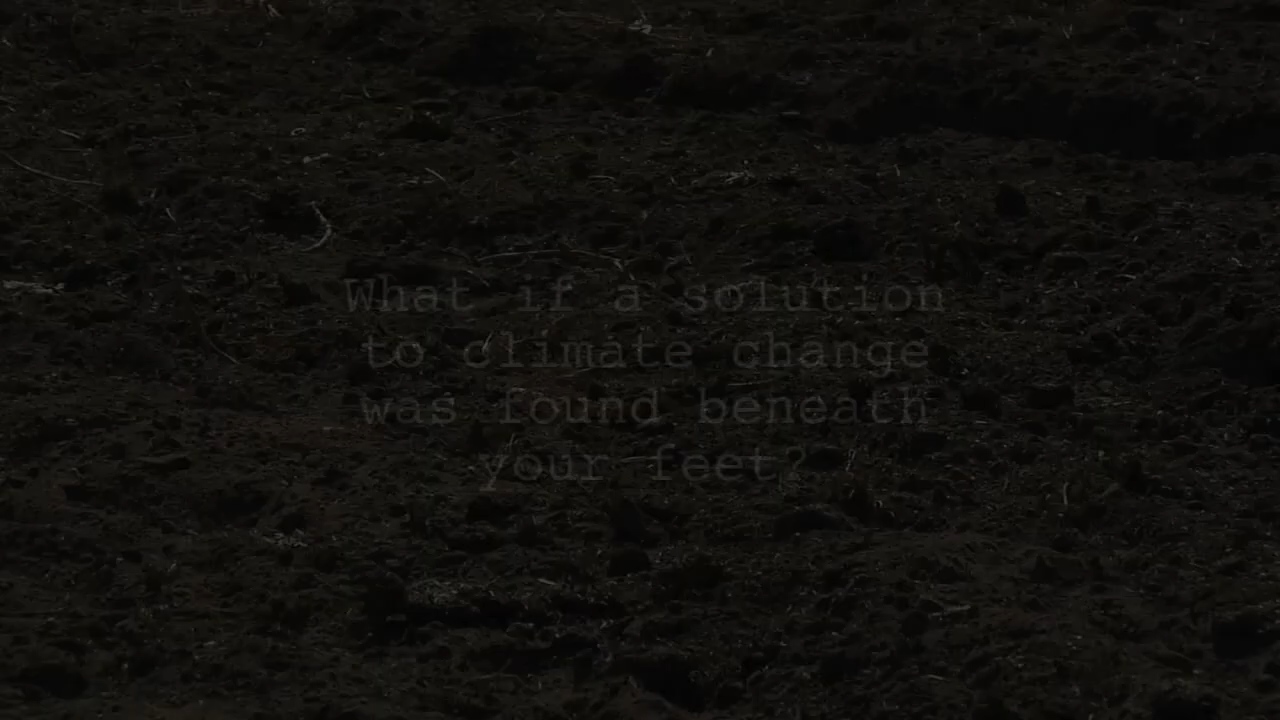 What if a solution
to climate change
was found beneath
your feet?